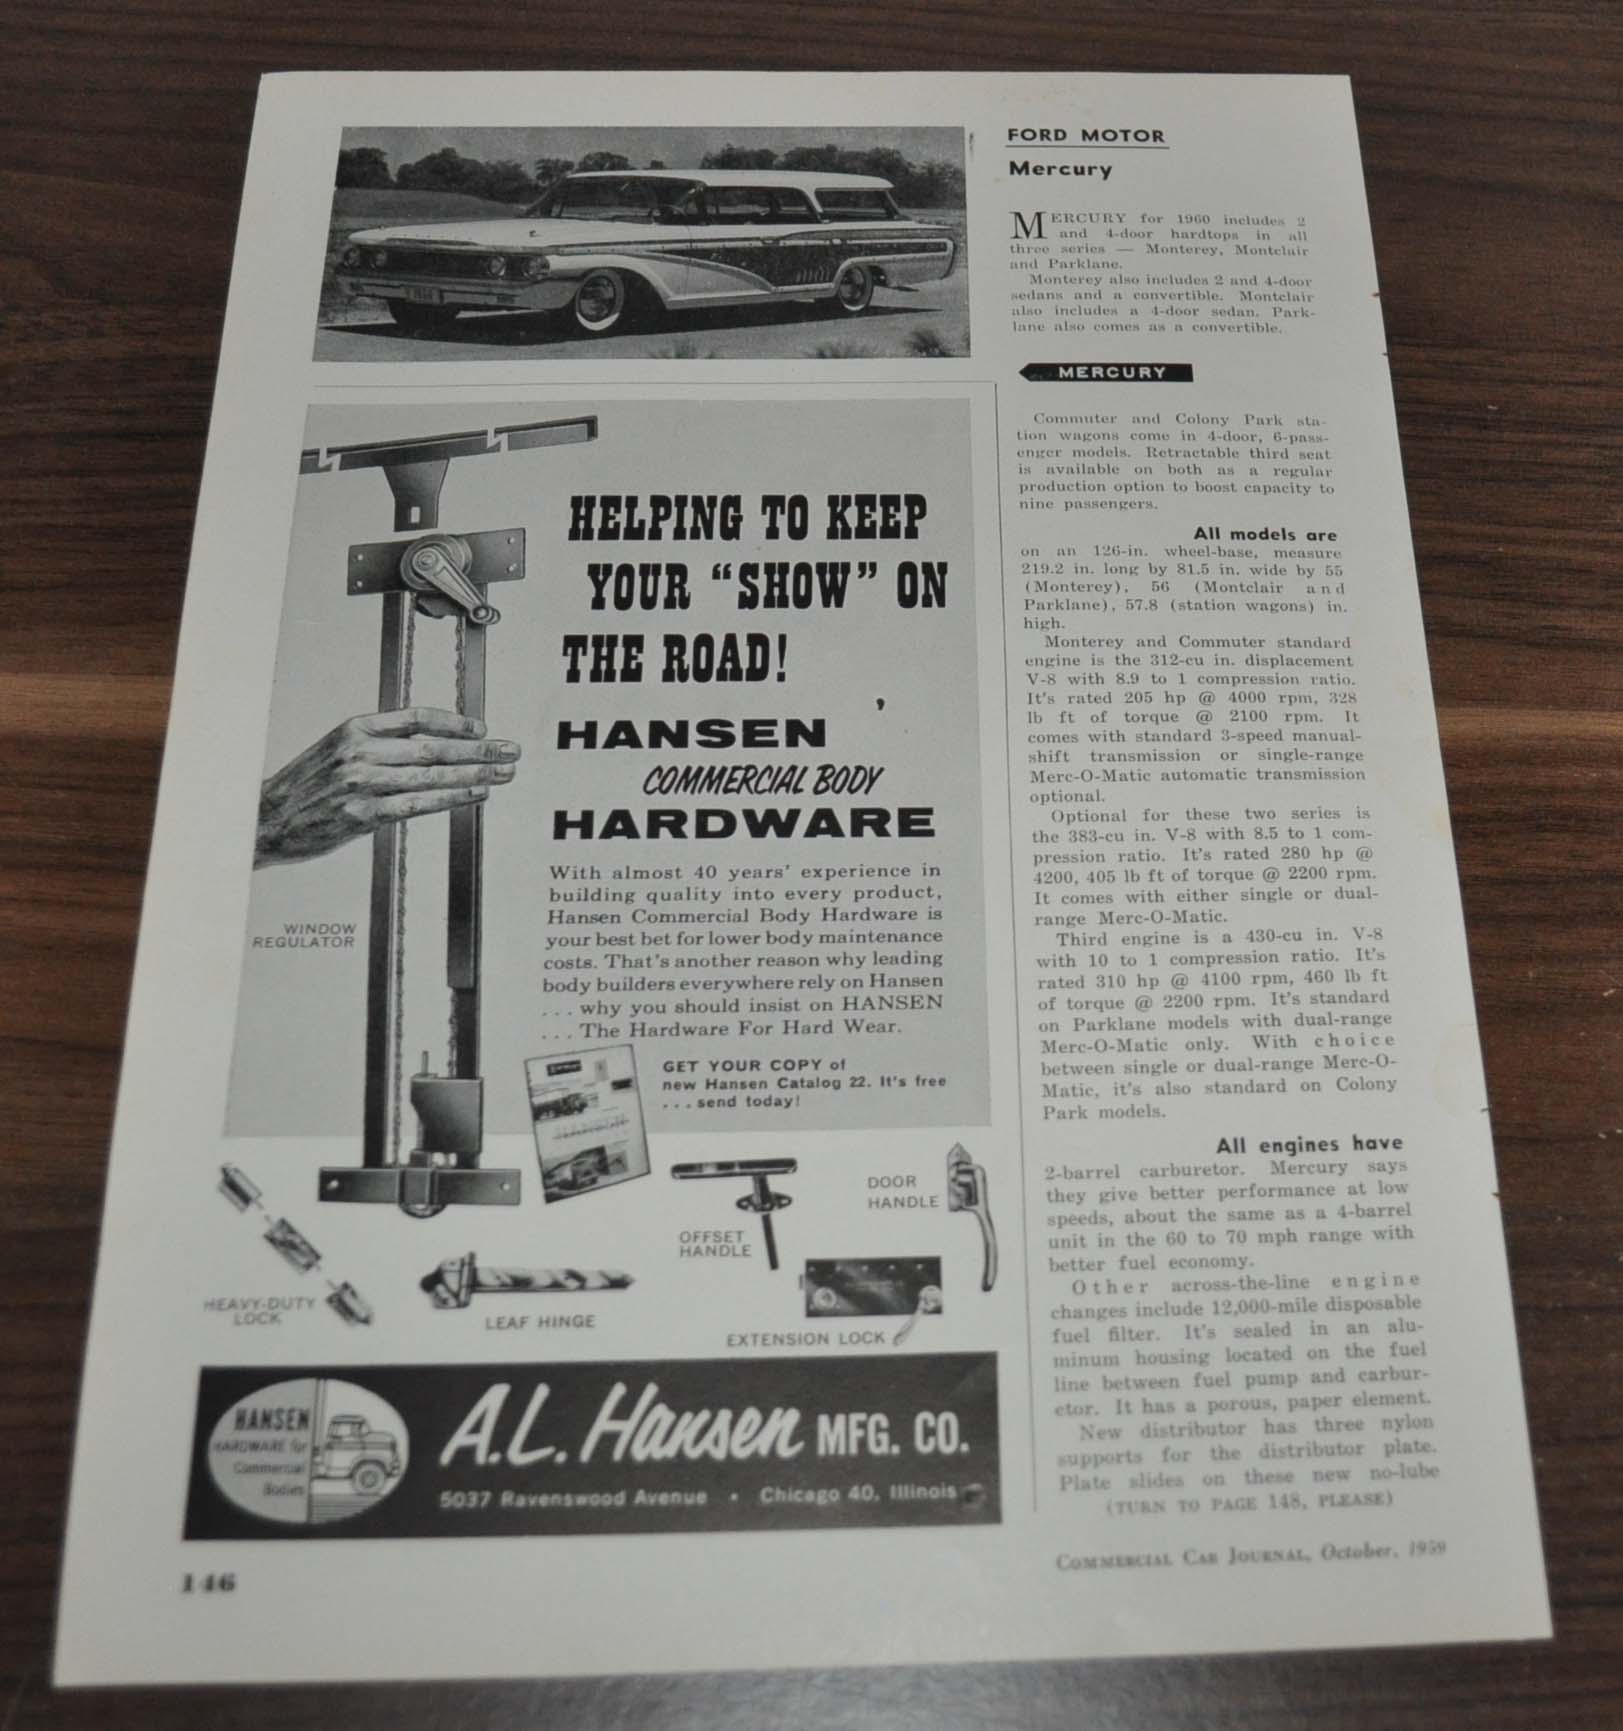 FORD MOTOR
Mercury
MERCURY for 1960 includes 2
and 4-door hardtops in all
three series — Monterey, Montclair
and Parklane.
Monterey also includes 2 and 4-door
sedans and a convertible. Montclair
also includes a 4-door sedan. Park-
lane also comes as a convertible.
MERCURY
Commuter and Colony Park sta-
tion wagons come in 4-door, 6-pass-
enger models. Retractable third seat
is available on both as a regular
production option to boost capacity to
nine passengers.
All models are
on an 126-in. wheel-base, measure
219.2 in. long by 81.5 in. wide by 55
(Monterey), 56 (Montclair and
Parklane), 57.8 (station wagons) in.
high.
Monterey and Commuter standard
engine is the 312-cu in. displacement
V-8 with 8.9 to 1 compression ratio.
It's rated 205 hp @ 4000 rpm, 328
lb ft of torque @ 2100 rpm. It
comes with standard 3-speed manual-
shift transmission or single-range
Merc-O-Matic automatic transmission
optional.
Optional for these two series is
the 383-cu in. V-8 with 8.5 to 1 com-
pression ratio. It's rated 280 hp @
4200, 405 lb ft of torque @ 2200 rpm.
It comes with either single or dual-
range Merc-O-Matic.
Third engine is a 430-cu in. V-8
with 10 to 1 compression ratio. It's
rated 310 hp @ 4100 rpm, 460 lb ft
of torque @ 2200 rpm. It's standard
on Parklane models with dual-range
Merc-O-Matic only. With choice
between single or dual-range Merc-O-
Matic, it's also standard on Colony
Park models.
All engines have
2-barrel carburetor. Mercury says
they give better performance at low
speeds, about the same as a 4-barrel
unit in the 60 to 70 mph range with
better fuel economy.
Other across-the-line engine
changes include 12,000-mile disposable
fuel filter. It's sealed in an alu-
minum housing located on the fuel
line between fuel pump and carbur-
etor. It has a porous, paper element.
New distributor has three nylon
supports for the distributor plate.
Plate slides on these new no-lube
(TURN TO PAGE 148, PLEASE)
HELPING TO KEEP
YOUR "SHOW" ON
THE ROAD!
HANSEN
COMMERCIAL BODY
HARDWARE
With almost 40 years' experience in
building quality into every product,
Hansen Commercial Body Hardware is
your best bet for lower body maintenance
costs. That's another reason why leading
body builders everywhere rely on Hansen
. . . why you should insist on HANSEN
. . . The Hardware For Hard Wear.
GET YOUR COPY of
new Hansen Catalog 22. It's free
. . . send today!
WINDOW
REGULATOR
HEAVY-DUTY
LOCK
LEAF HINGE
OFFSET
HANDLE
DOOR
HANDLE
EXTENSION LOCK
HANSEN
HARDWARE for
Commercial
Bodies
A.L. Hansen MFG. CO.
5037 Ravenswood Avenue • Chicago 40, Illinois
146
COMMERCIAL CAR JOURNAL, October, 1959